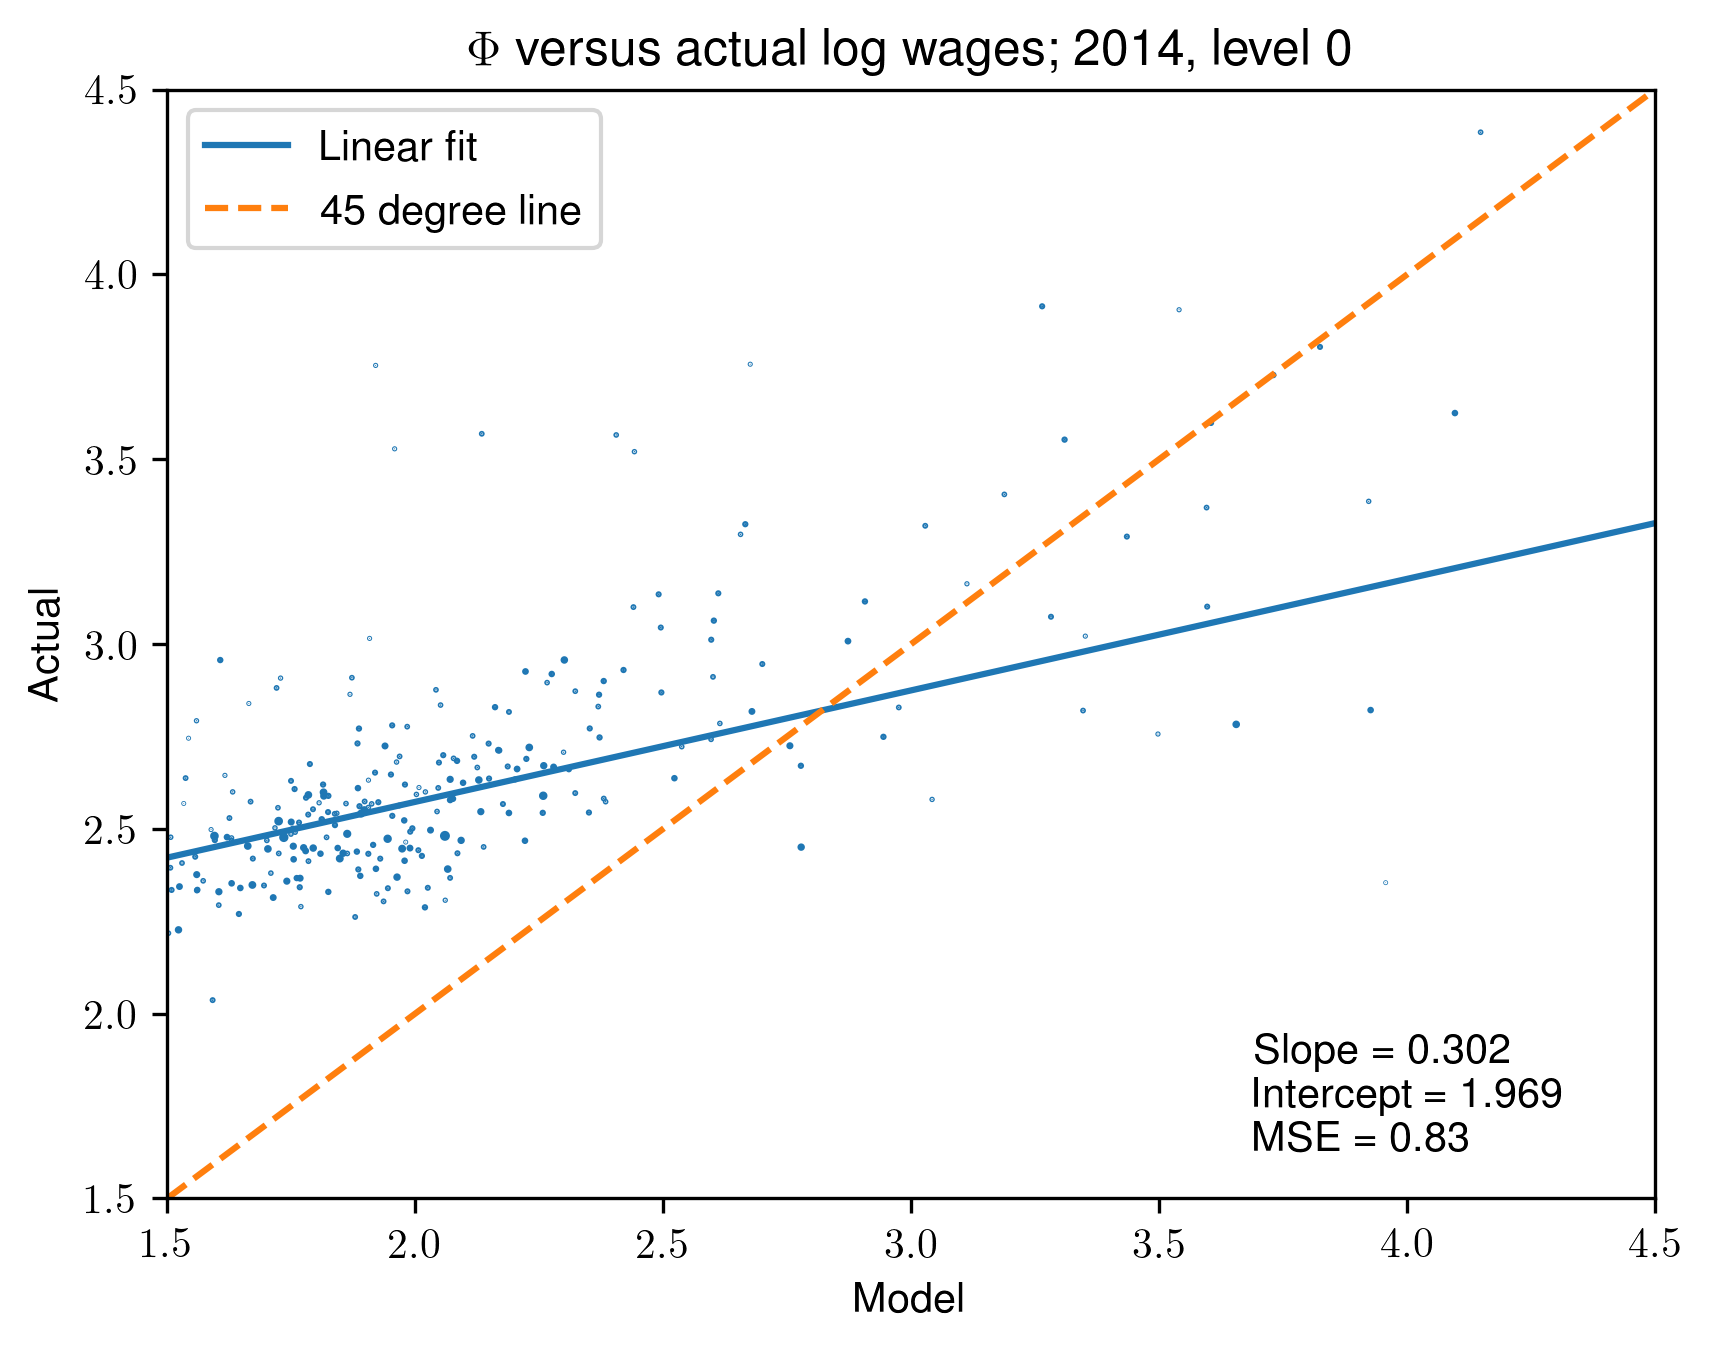 Φ versus actual log wages; 2014, level 0
4.5
4.0
3.5
3.0
2.5
2.0
1.5
Linear fit
45 degree line
Actual
Slope = 0.302
Intercept = 1.969
MSE = 0.83
1.5
2.0
2.5
3.0
3.5
4.0
4.5
Model